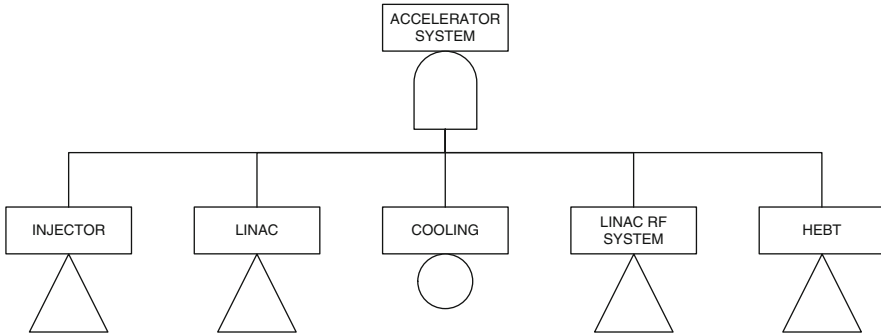 ACCELERATOR
SYSTEM
INJECTOR
LINAC
COOLING
LINAC RF
SYSTEM
HEBT